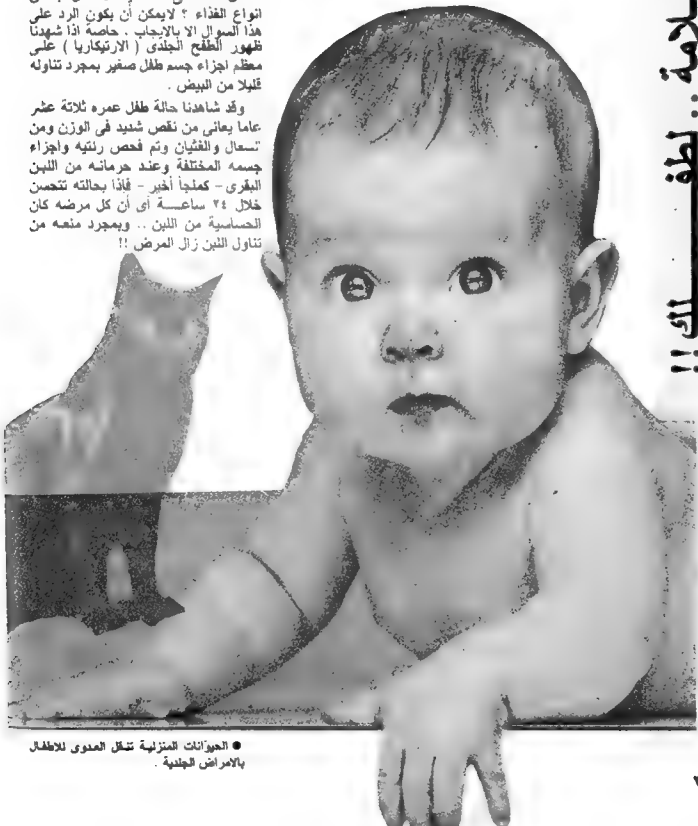 انواع الغذاء ؟ لايمكن أن يكون الرد على
هذا السوال الا بالايجاب . خاصة اذا شهدنا
ظهور الطفح الجلدى ( الارتيكاريا ) على
معظم اجزاء جسم طفل صغير بمجرد تناوله
قليلا من البيض .
وقد شاهدنا حالة طفل عمره ثلاثة عشر
عاما يعانى من نقص شديد فى الوزن ومن
السعال والغثيان وتم فحص رئتيه واجزاء
جسمه المختلفة وعند حرمانه من اللبن
البقرى - كملجأ أخير - فاذا بحالته تتحسن
خلال ٢٤ ساعــة أى أن كل مرضه كان
الحساسية من اللبن .. وبمجرد منعه من
تناول اللبن زال المرض !!
لامة .. لطفـــلك !!
● الحيوانات المنزلية تنقل العدوى للاطفال
بالامراض الجلدية .